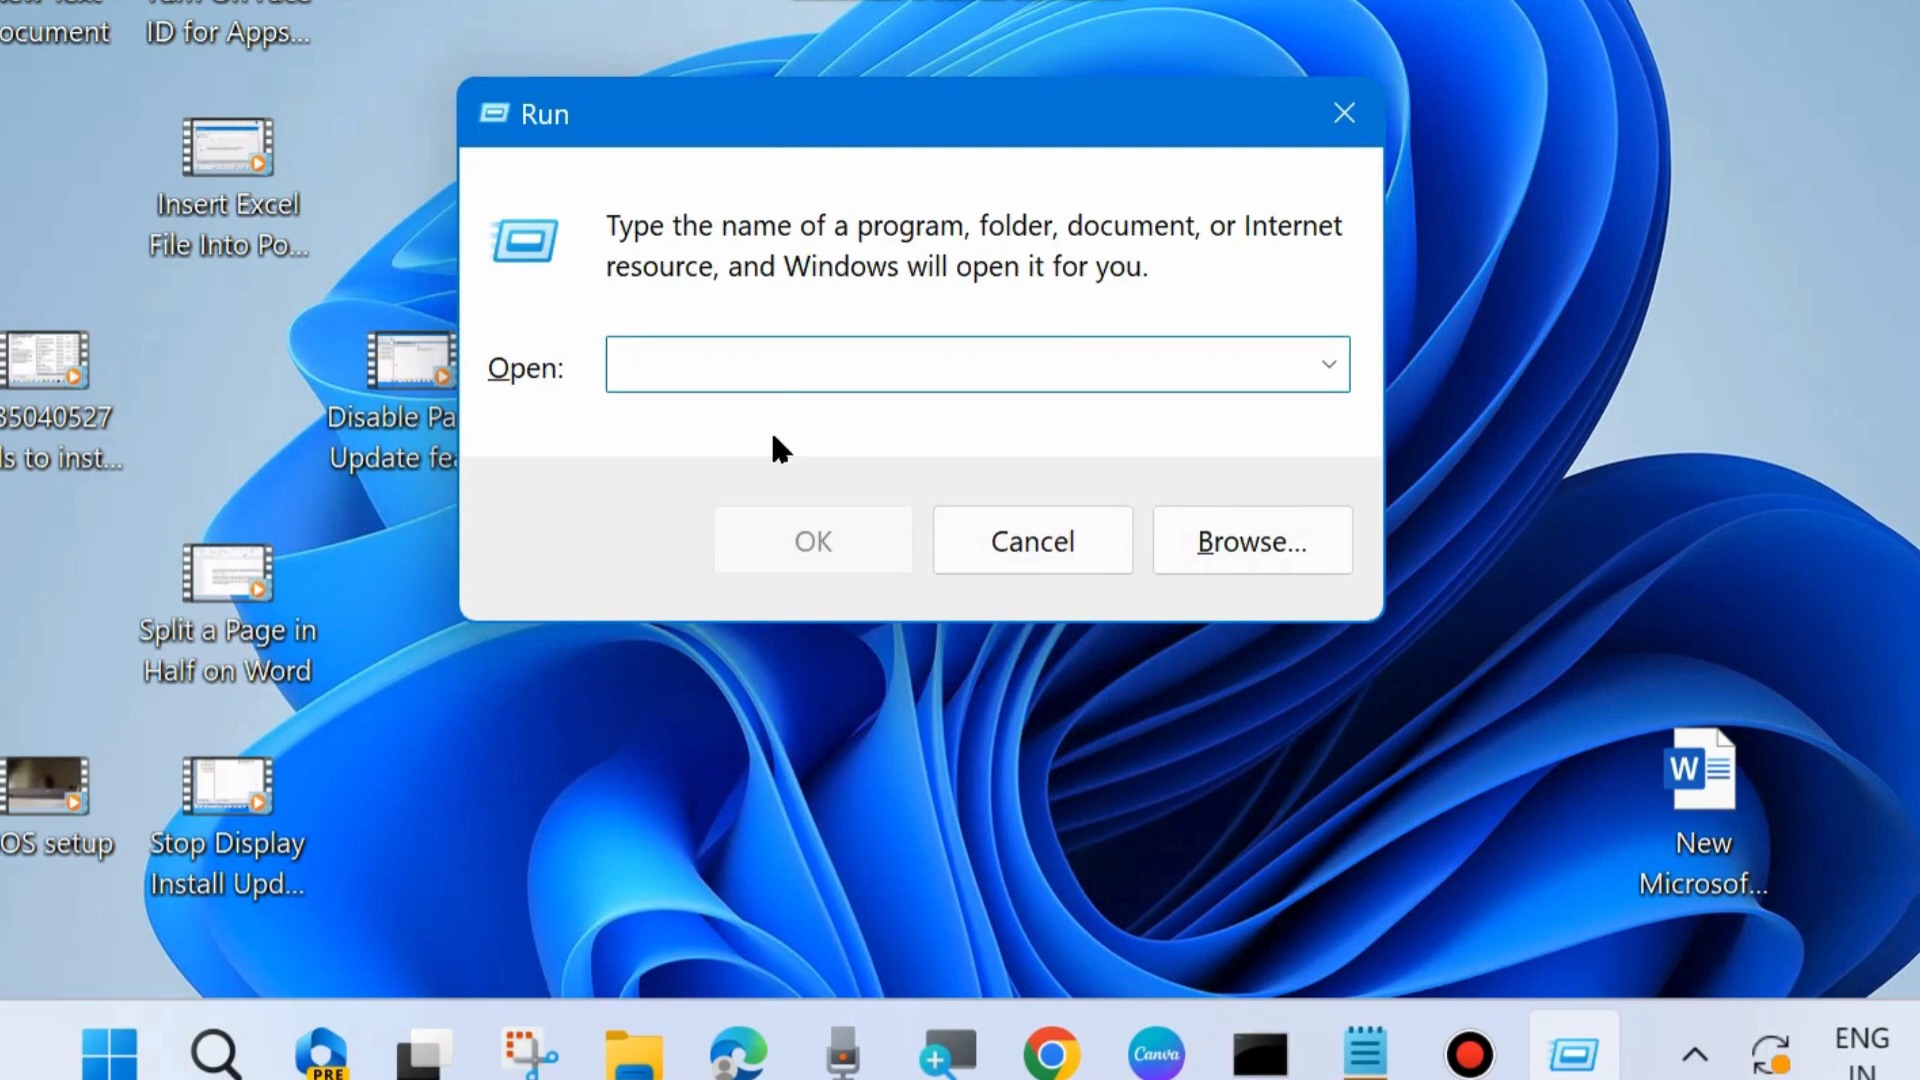 ocument
ID for Apps...
Insert Excel
File Into Po...
35040527
ls to inst...
Disable Pa
Update fea
Split a Page in
Half on Word
OS setup
Stop Display
Install Upd...
Run
Type the name of a program, folder, document, or Internet
resource, and Windows will open it for you.
Open:
OK
Cancel
Browse...
W
New
Microsof...
PRE
Canva
ENG
IN